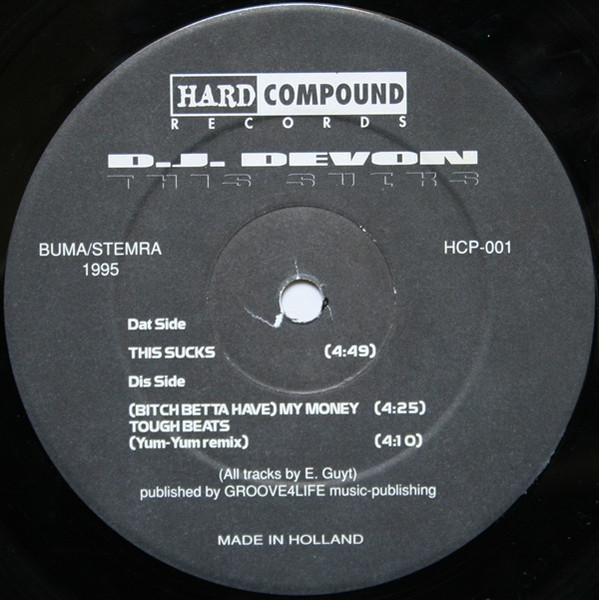 HARD COMPOUND
RECORDS
D.J. DEVON
THIS SUCKS
BUMA/STEMRA
1995
HCP-001
Dat Side
THIS SUCKS (4:49)
Dis Side
(BITCH BETTA HAVE) MY MONEY (4:25)
TOUGH BEATS
(Yum-Yum remix) (4:10)
(All tracks by E. Guyt)
published by GROOVE4LIFE music-publishing
MADE IN HOLLAND